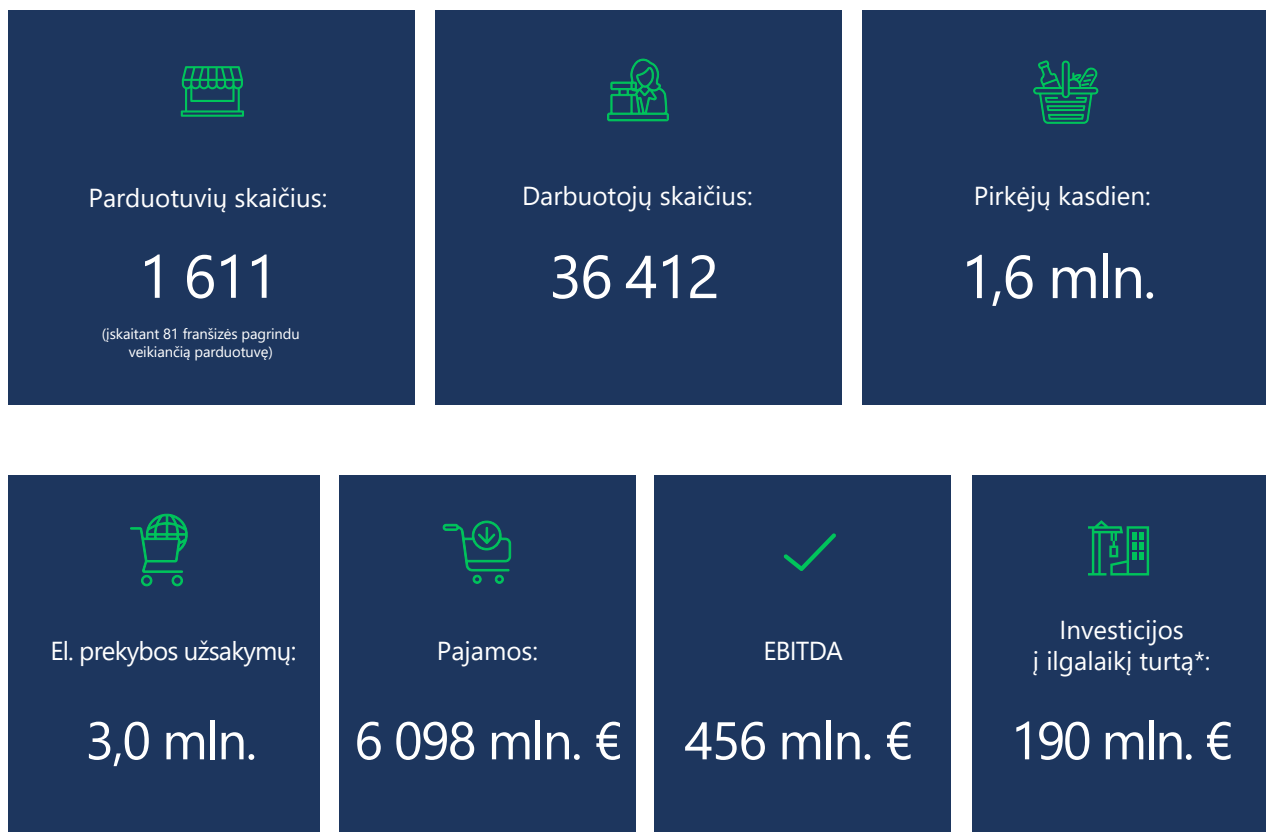 Parduotuvių skaičius:
1 611
(įskaitant 81 franšizės pagrindu
veikiančią parduotuvę)
Darbuotojų skaičius:
36 412
Pirkėjų kasdien:
1,6 mln.
El. prekybos užsakymų:
3,0 mln.
Pajamos:
6 098 mln. €
EBITDA
456 mln. €
Investicijos
į ilgalaikį turtą*:
190 mln. €